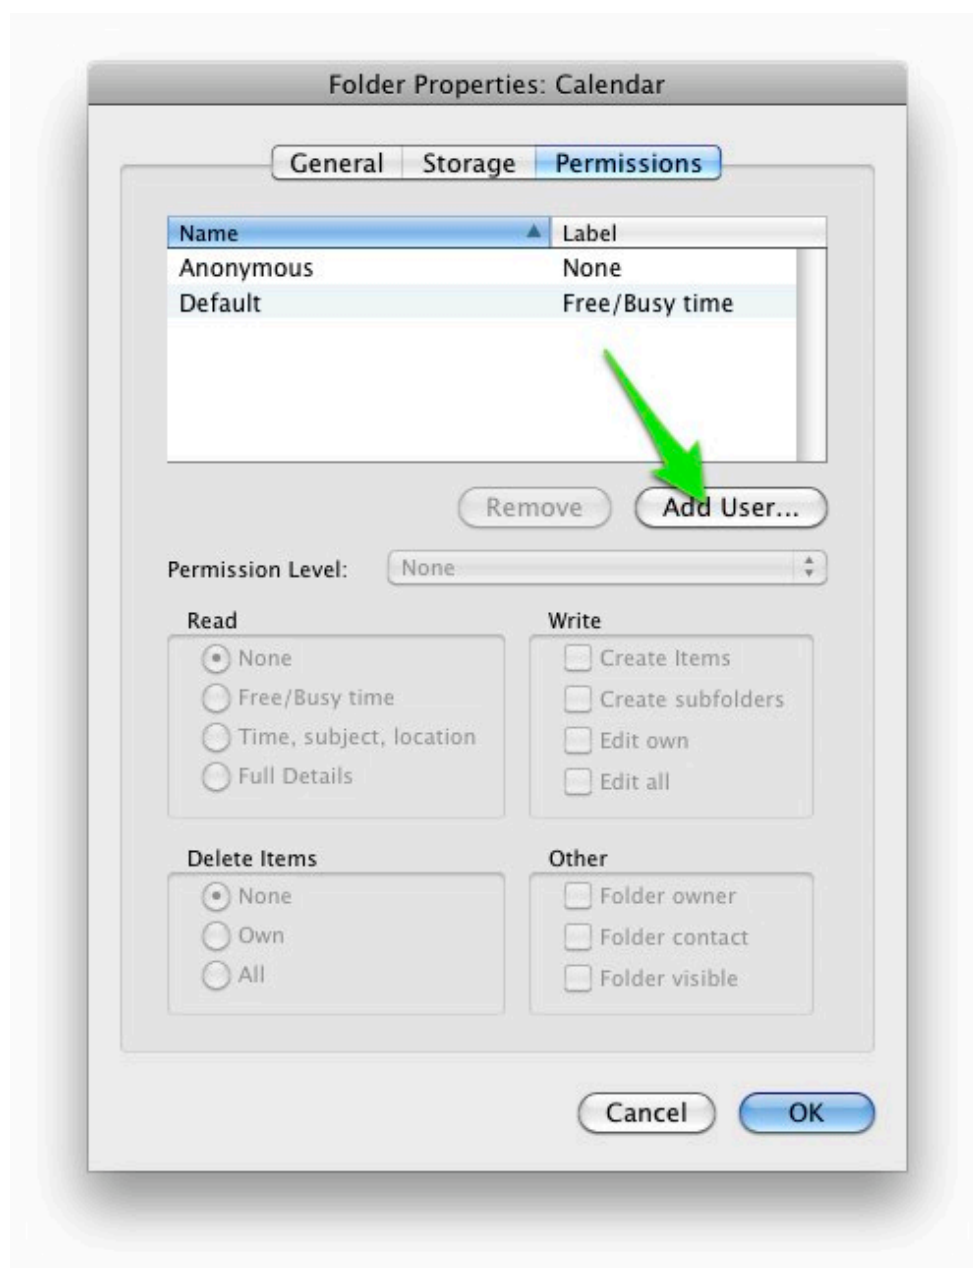 Folder Properties: Calendar
General Storage Permissions
Name Label
Anonymous None
Default Free/Busy time
Remove Add User...
Permission Level: None
Read
None
Free/Busy time
Time, subject, location
Full Details
Write
Create Items
Create subfolders
Edit own
Edit all
Delete Items
None
Own
All
Other
Folder owner
Folder contact
Folder visible
Cancel OK